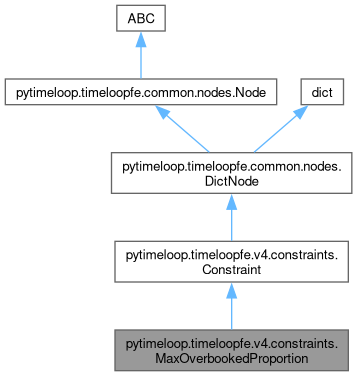 ABC
pytimeloop.timeloopfe.common.nodes.Node
dict
pytimeloop.timeloopfe.common.nodes.
DictNode
pytimeloop.timeloopfe.v4.constraints.
Constraint
pytimeloop.timeloopfe.v4.constraints.
MaxOverbookedProportion